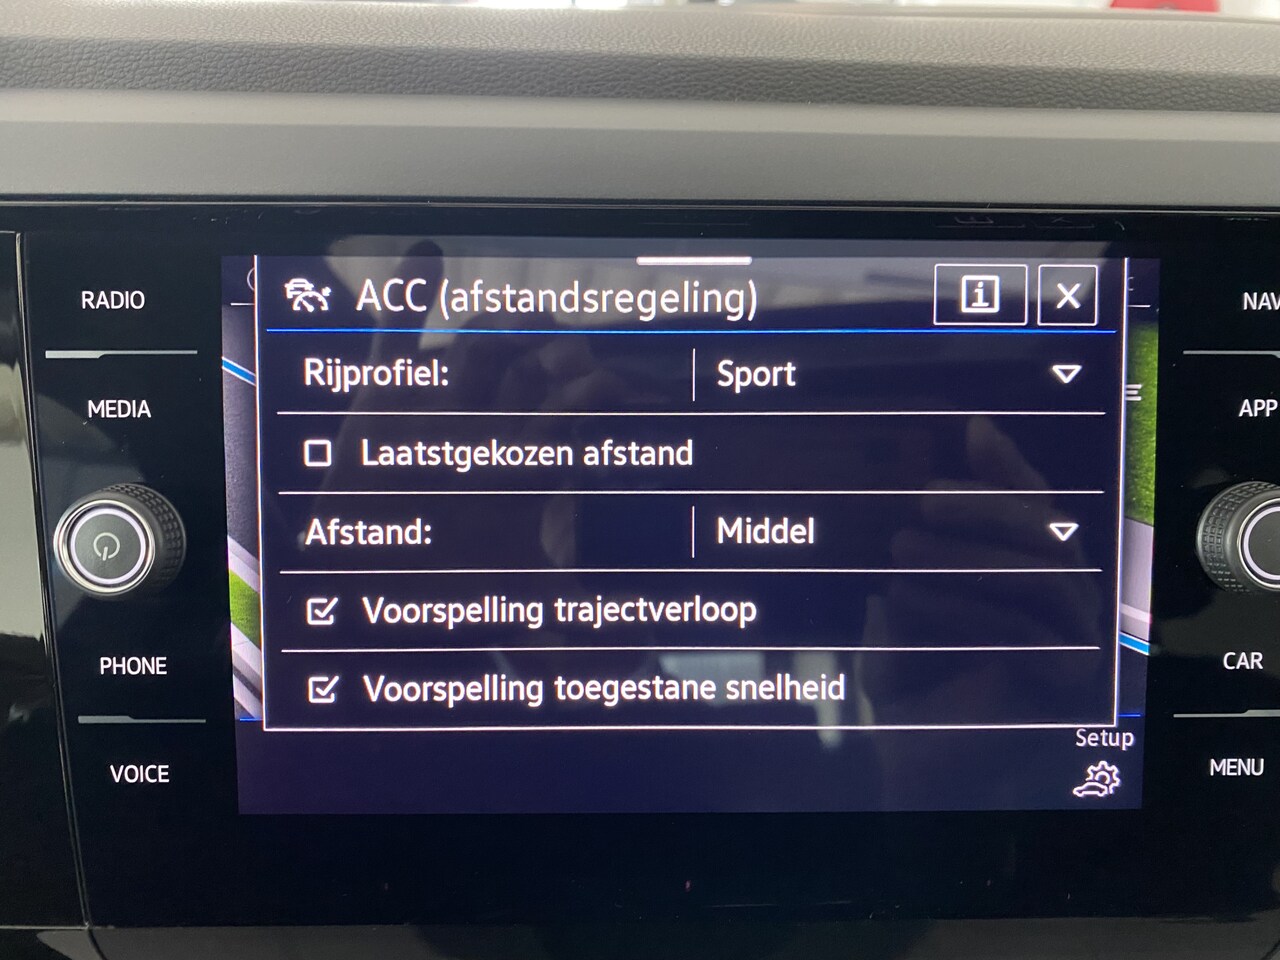 RADIO
MEDIA
PHONE
VOICE
ACC (afstandsregeling)
i
X
Rijprofiel: Sport
Laatstgekozen afstand
Afstand: Middel
Voorspelling trajectverloop
Voorspelling toegestane snelheid
Setup
NAV
APP
CAR
MENU